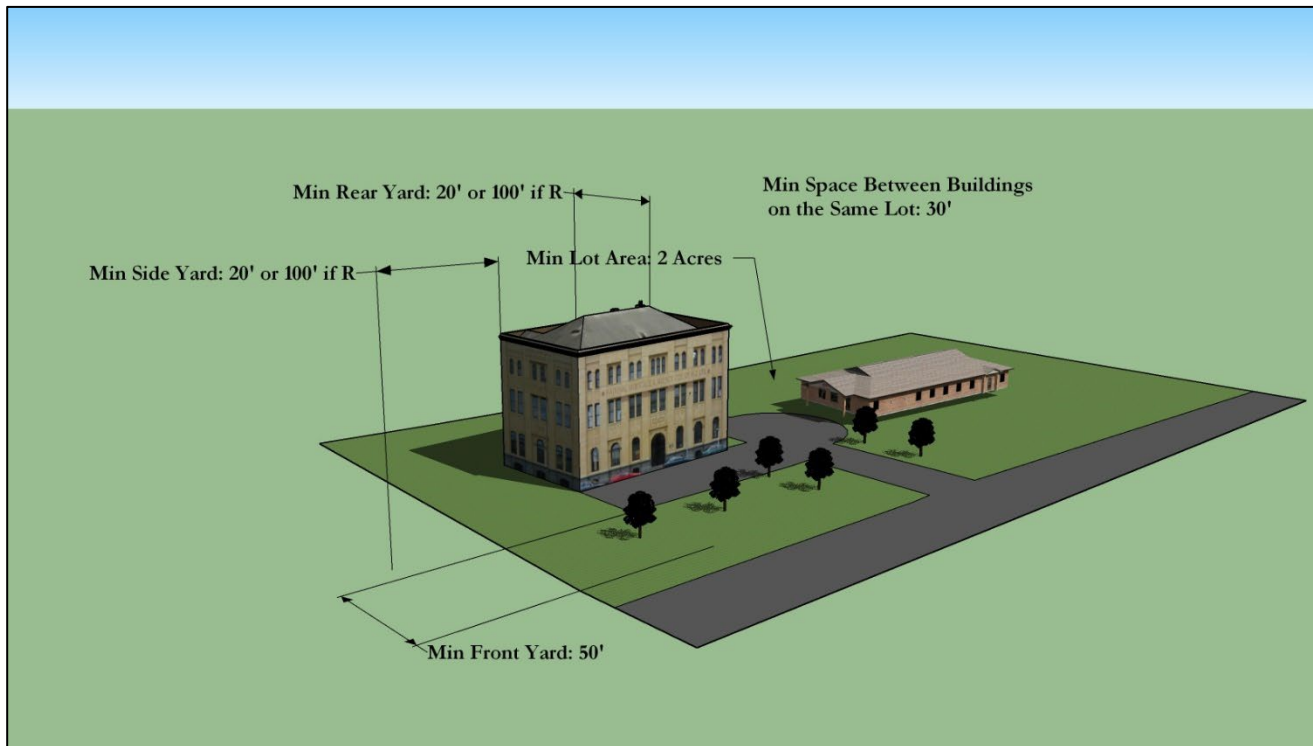 Min Rear Yard: 20' or 100' if R
Min Space Between Buildings
on the Same Lot: 30'
Min Lot Area: 2 Acres
Min Side Yard: 20' or 100' if R
Min Front Yard: 50'